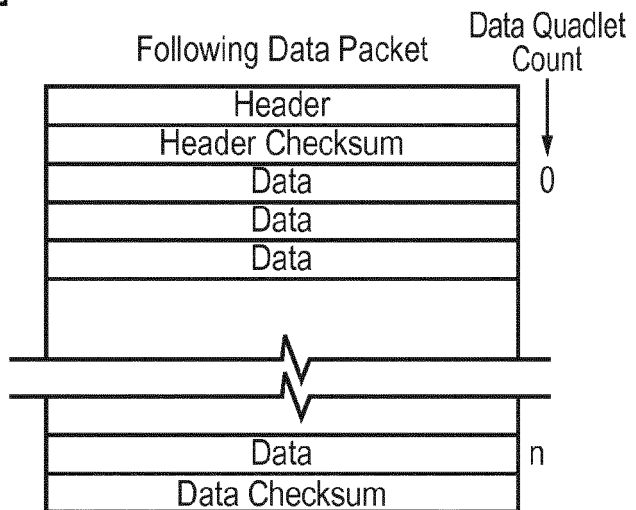 Following Data Packet
Data Quadlet
Count
Header
Header Checksum
Data 0
Data
Data
Data n
Data Checksum